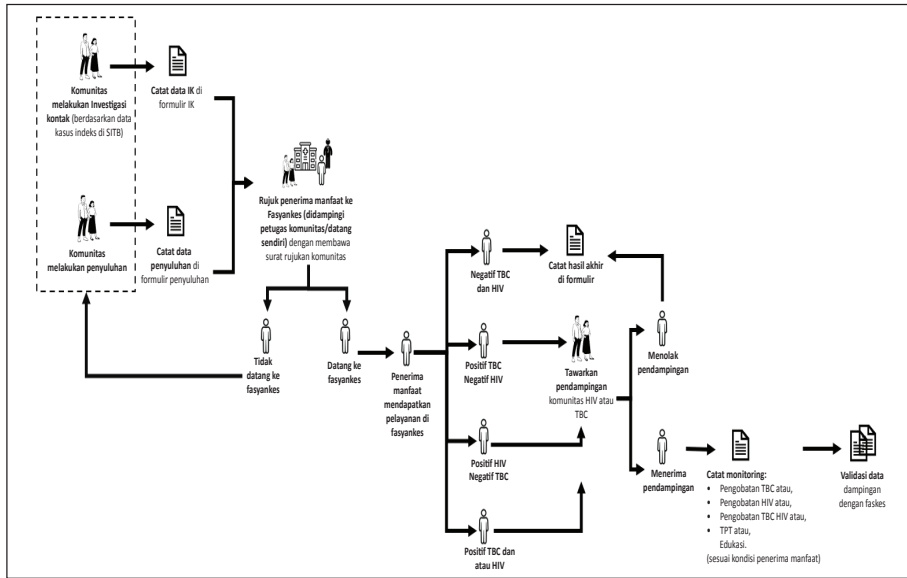 Komunitas
melakukan Investigasi
kontak (berdasarkan data
kasus indeks di SITB)
Catat data IK di
formulir IK
Komunitas
melakukan penyuluhan
Catat data
penyuluhan di
formulir penyuluhan
Rujuk penerima manfaat ke
Fasyankes (didampingi
petugas komunitas/datang
sendiri) dengan membawa
surat rujukan komunitas
Tidak
datang ke
fasyankes
Datang ke
fasyankes
Penerima
manfaat
mendapatkan
pelayanan di
fasyankes
Negatif TBC
dan HIV
Catat hasil akhir
di formulir
Positif TBC
Negatif HIV
Tawarkan
pendampingan
komunitas HIV atau
TBC
Positif HIV
Negatif TBC
Positif TBC dan
atau HIV
Menolak
pendampingan
Menerima
pendampingan
Catat monitoring:
• Pengobatan TBC atau,
• Pengobatan HIV atau,
• Pengobatan TBC HIV atau,
• TPT atau,
Edukasi.
(sesuai kondisi penerima manfaat)
Validasi data
dampingan
dengan faskes